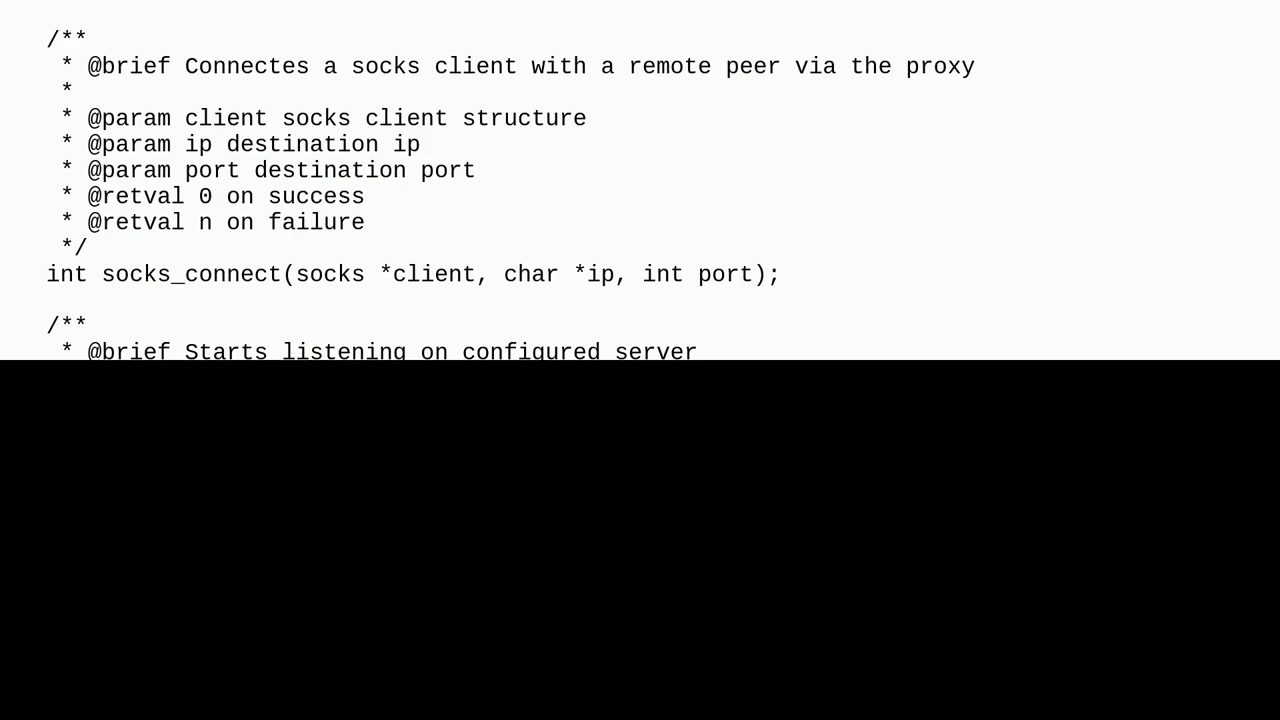 /**
 * @brief Connectes a socks client with a remote peer via the proxy
 *
 * @param client socks client structure
 * @param ip destination ip
 * @param port destination port
 * @retval 0 on success
 * @retval n on failure
 */
int socks_connect(socks *client, char *ip, int port);

/**
 * @brief Starts listening on configured server